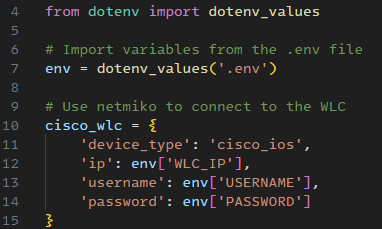 4 from dotenv import dotenv_values
5
6 # Import variables from the .env file
7 env = dotenv_values('.env')
8
9 # Use netmiko to connect to the WLC
10 cisco_wlc = {
11     'device_type': 'cisco_ios',
12     'ip': env['WLC_IP'],
13     'username': env['USERNAME'],
14     'password': env['PASSWORD']
15 }